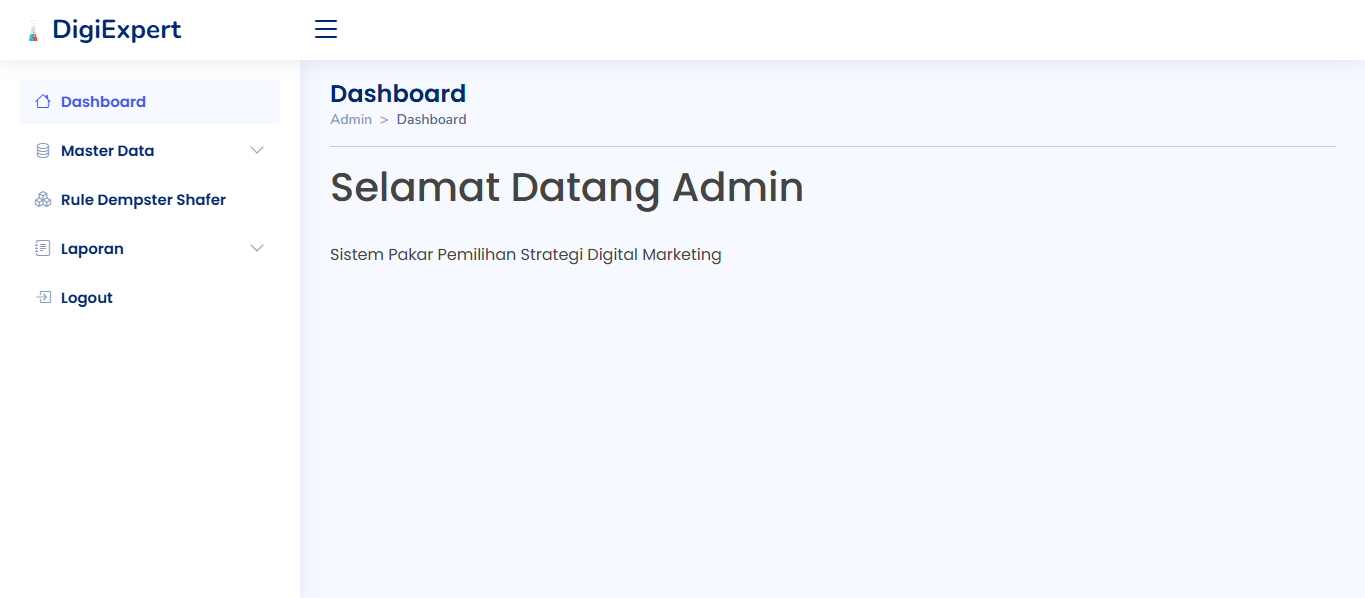 DigiExpert
Dashboard
Master Data
Rule Dempster Shafer
Laporan
Logout
Dashboard
Admin > Dashboard
Selamat Datang Admin
Sistem Pakar Pemilihan Strategi Digital Marketing